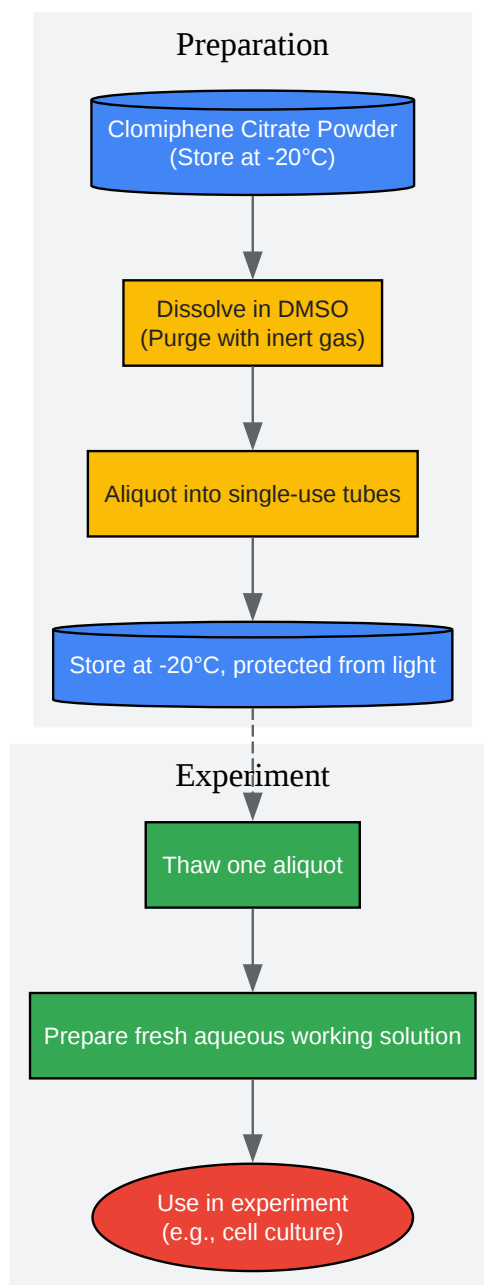 Preparation
Clomiphene Citrate Powder
(Store at -20°C)
Dissolve in DMSO
(Purge with inert gas)
Aliquot into single-use tubes
Store at -20°C, protected from light
Experiment
Thaw one aliquot
Prepare fresh aqueous working solution
Use in experiment
(e.g., cell culture)